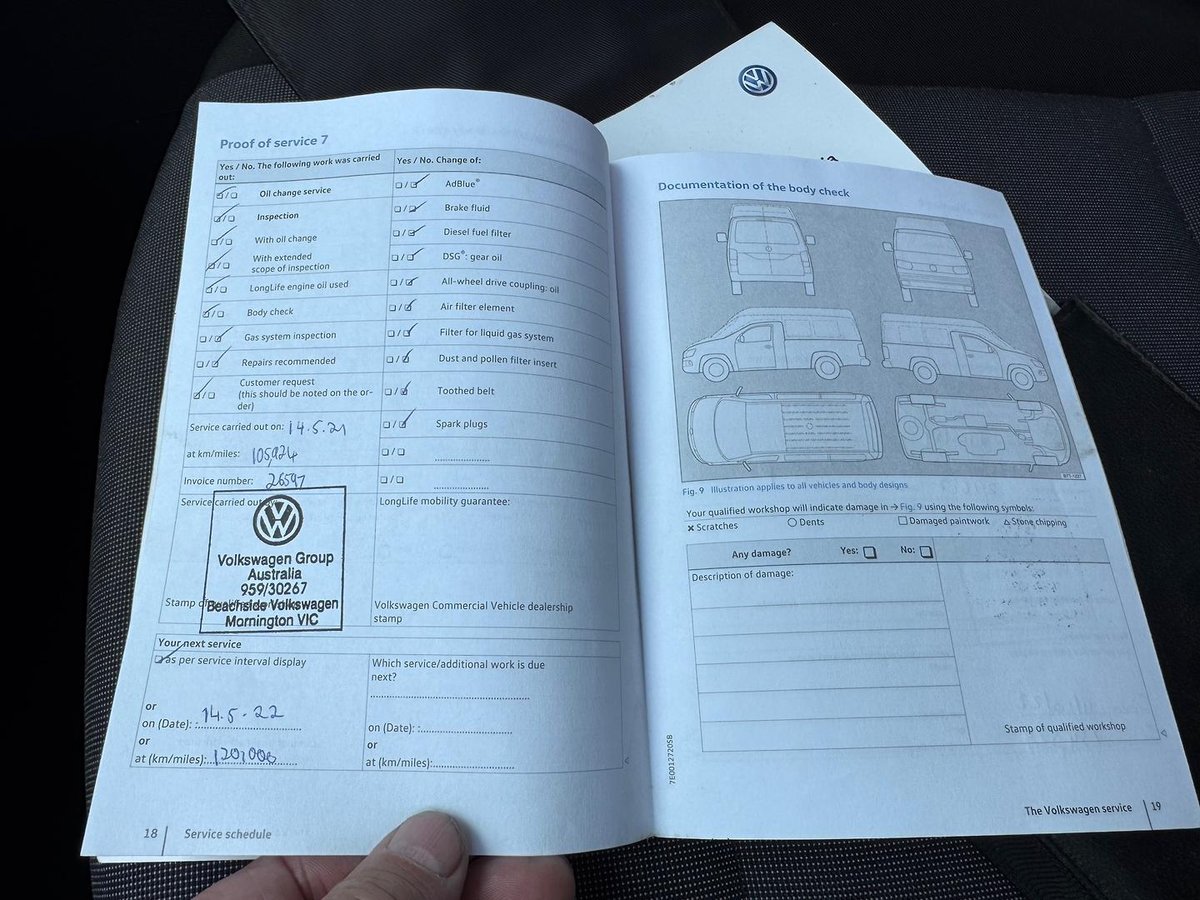 Proof of service 7
Yes / No. The following work was carried
out:
Oil change service
Inspection
With oil change
With extended
scope of inspection
LongLife engine oil used
Body check
Gas system inspection
Repairs recommended
Customer request
(this should be noted on the or-
der)
Service carried out on: 14.5.21
at km/miles: 105,924
Invoice number: 26597
Service carried out
Volkswagen Group
Australia
959/30267
Beachside Volkswagen
Mornington VIC
Stamp of
Yes / No. Change of:
AdBlue®
Brake fluid
Diesel fuel filter
DSG®: gear oil
All-wheel drive coupling: oil
Air filter element
Filter for liquid gas system
Dust and pollen filter insert
Toothed belt
Spark plugs
LongLife mobility guarantee:
Volkswagen Commercial Vehicle dealership
stamp
Your next service
as per service interval display
or
on (Date): 14.5.22
or
at (km/miles): 120,000
Which service/additional work is due
next?
on (Date):
or
at (km/miles):
18 | Service schedule
Documentation of the body check
Fig. 9 Illustration applies to all vehicles and body designs
Your qualified workshop will indicate damage in → Fig. 9 using the following symbols:
× Scratches ○ Dents □ Damaged paintwork △ Stone chipping
Any damage? Yes: □ No: □
Description of damage:
Stamp of qualified workshop
7E0012720SB
The Volkswagen service | 19